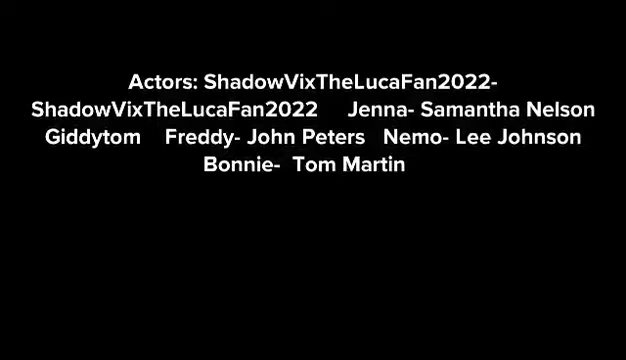 Actors: ShadowVixTheLucaFan2022-
ShadowVixTheLucaFan2022 Jenna- Samantha Nelson
Giddytom Freddy- John Peters Nemo- Lee Johnson
Bonnie- Tom Martin